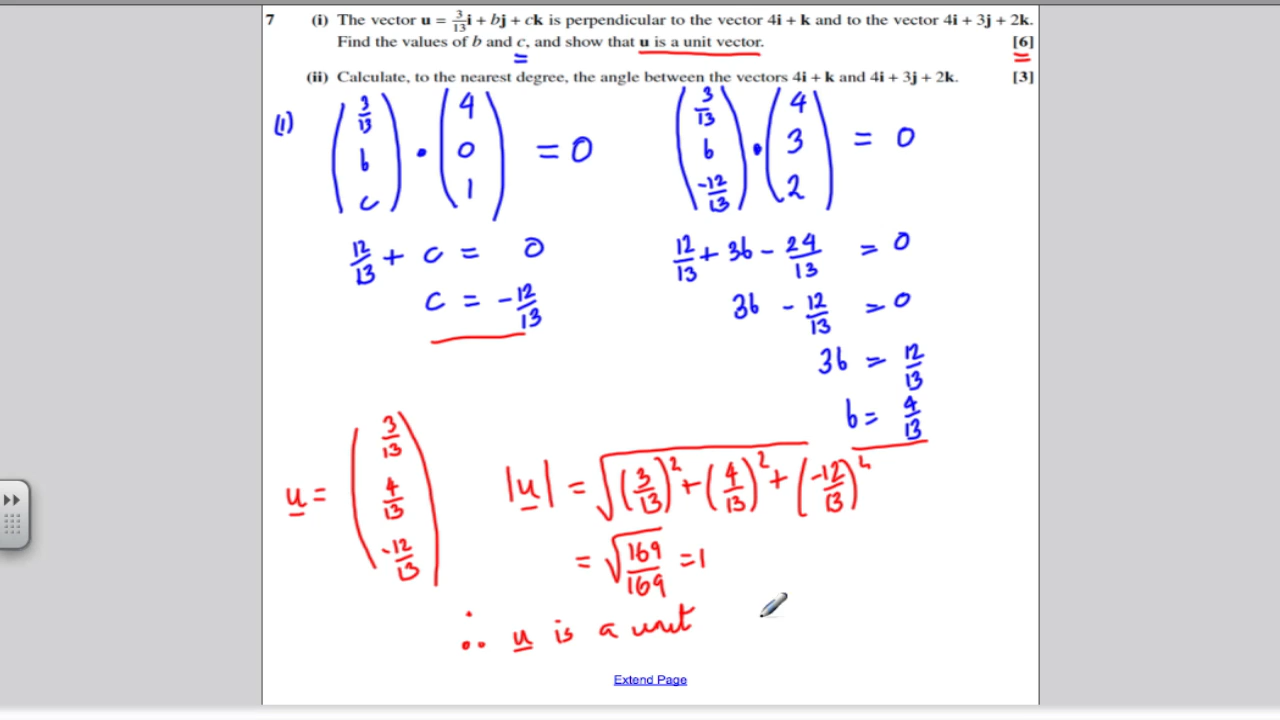 7 (i) The vector u = 3/13 i + bj + ck is perpendicular to the vector 4i + k and to the vector 4i + 3j + 2k.
Find the values of b and c, and show that u is a unit vector. [6]
(ii) Calculate, to the nearest degree, the angle between the vectors 4i + k and 4i + 3j + 2k. [3]
(i) (3/13 b c) • (4 0 1) = 0
12/13 + c = 0
c = -12/13
(3/13 b -12/13) • (4 3 2) = 0
12/13 + 3b - 24/13 = 0
3b - 12/13 = 0
3b = 12/13
b = 4/13
u = (3/13 4/13 -12/13)
|u| = √(3/13)² + (4/13)² + (-12/13)²
= √169/169 = 1
∴ u is a unit
Extend Page